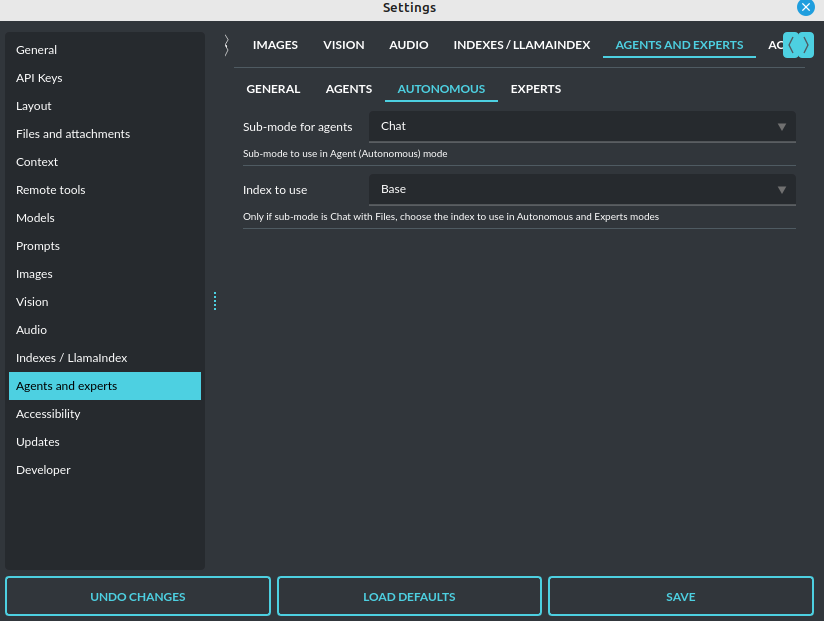 Settings
General
API Keys
Layout
Files and attachments
Context
Remote tools
Models
Prompts
Images
Vision
Audio
Indexes / LlamaIndex
Agents and experts
Accessibility
Updates
Developer
IMAGES VISION AUDIO INDEXES / LLAMAINDEX AGENTS AND EXPERTS
GENERAL AGENTS AUTONOMOUS EXPERTS
Sub-mode for agents Chat
Sub-mode to use in Agent (Autonomous) mode
Index to use Base
Only if sub-mode is Chat with Files, choose the index to use in Autonomous and Experts modes
UNDO CHANGES LOAD DEFAULTS SAVE